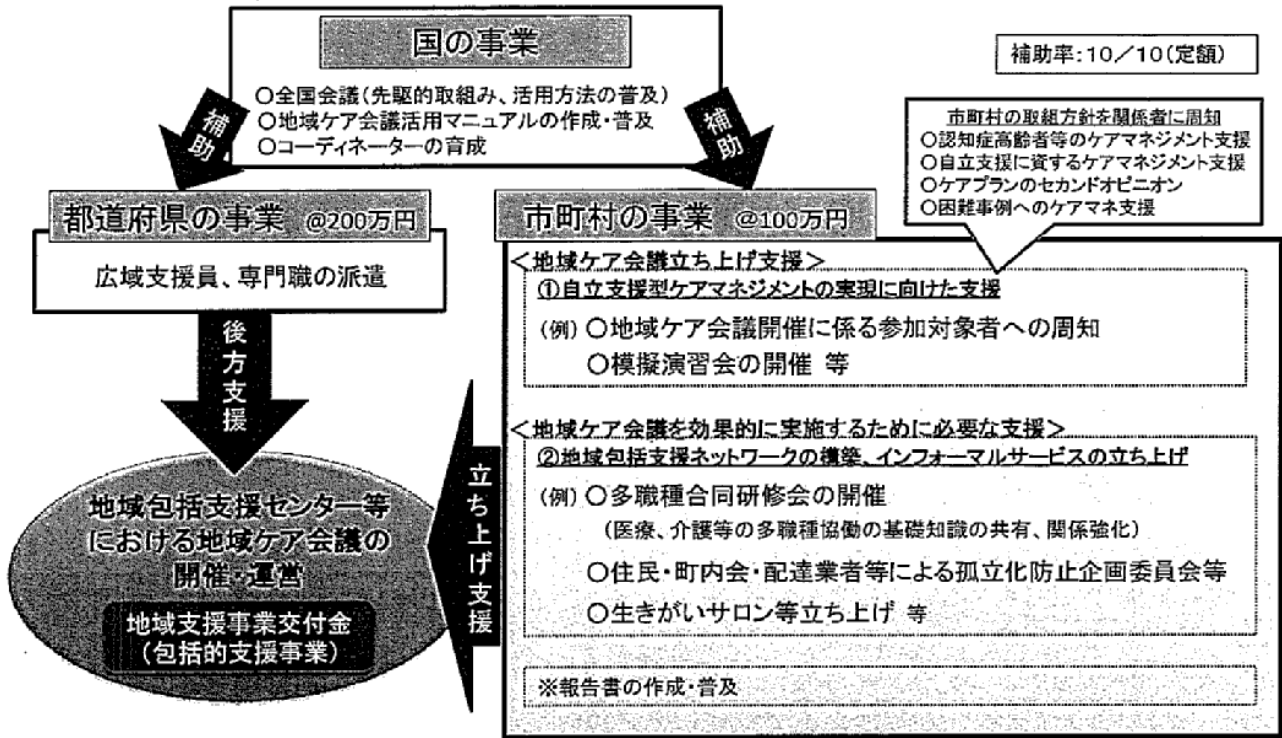 国の事業
〇全国会議(先駆的取組み、活用方法の普及)
〇地域ケア会議活用マニュアルの作成・普及
〇コーディネーターの育成
補助
補助
補助率:10/10(定額)
市町村の取組方針を関係者に周知
〇認知症高齢者等のケアマネジメント支援
〇自立支援に資するケアマネジメント支援
〇ケアプランのセカンドオピニオン
〇困難事例へのケアマネ支援
都道府県の事業 @200万円
広域支援員、専門職の派遣
後方支援
市町村の事業 @100万円
<地域ケア会議立ち上げ支援>
①自立支援型ケアマネジメントの実現に向けた支援
(例) 〇地域ケア会議開催に係る参加対象者への周知
〇模擬演習会の開催 等
<地域ケア会議を効果的に実施するために必要な支援>
②地域包括支援ネットワークの構築、インフォーマルサービスの立ち上げ
(例) 〇多職種合同研修会の開催
(医療、介護等の多職種協働の基礎知識の共有、関係強化)
〇住民・町内会・配達業者等による孤立化防止企画委員会等
〇生きがいサロン等立ち上げ 等
※報告書の作成・普及
立ち上げ支援
地域包括支援センター等
における地域ケア会議の
開催・運営
地域支援事業交付金
(包括的支援事業)